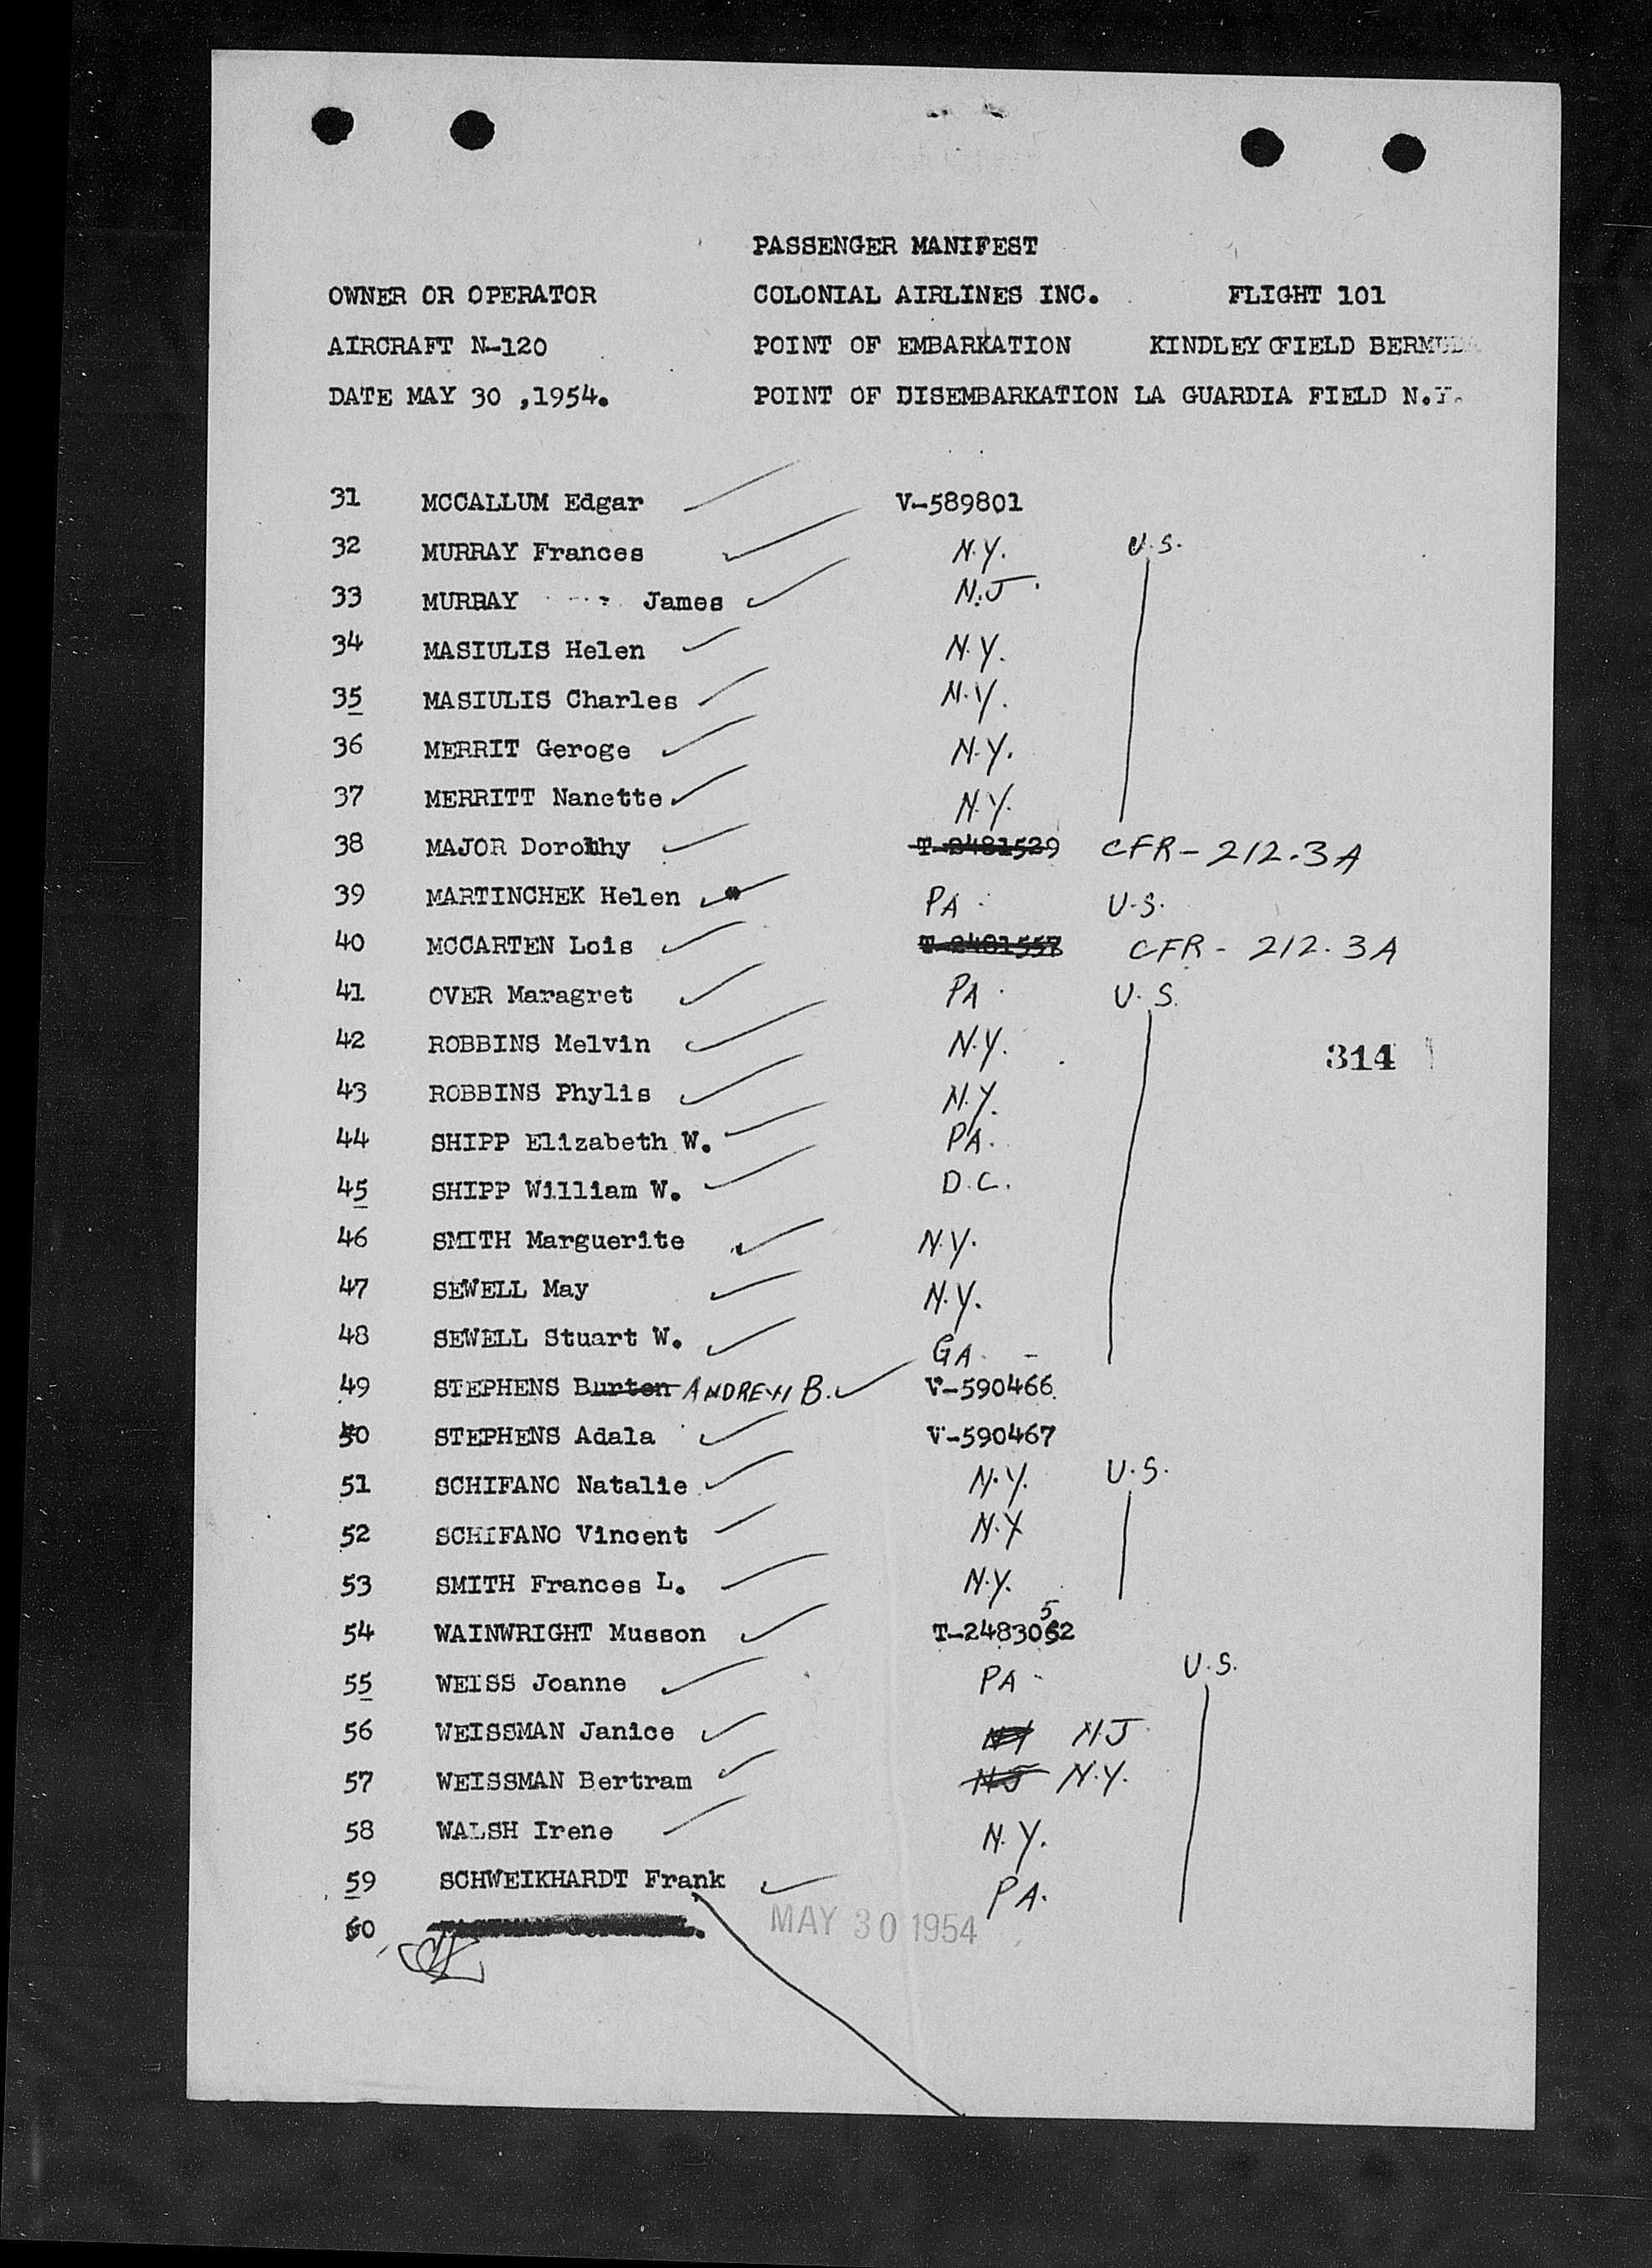 PASSENGER MANIFEST
OWNER OR OPERATOR COLONIAL AIRLINES INC. FLIGHT 101
AIRCRAFT N-120 POINT OF EMBARKATION KINDLEY FIELD BERMUDA
DATE MAY 30 ,1954. POINT OF DISEMBARKATION LA GUARDIA FIELD N.Y.
31 MCCALLUM Edgar V-589801
32 MURRAY Frances N.Y. U.S.
33 MURRAY James N.J.
34 MASIULIS Helen N.Y.
35 MASIULIS Charles N.Y.
36 MERRIT Geroge N.Y.
37 MERRITT Nanette N.Y.
38 MAJOR Dorothy T-2481529 CFR-212.3A
39 MARTINCHEK Helen PA. U.S.
40 MCCARTEN Lois T-2481557 CFR-212.3A
41 OVER Maragret PA. U.S.
42 ROBBINS Melvin N.Y.
314
43 ROBBINS Phylis N.Y.
44 SHIPP Elizabeth W. PA.
45 SHIPP William W. D.C.
46 SMITH Marguerite N.Y.
47 SEWELL May N.Y.
48 SEWELL Stuart W. GA.
49 STEPHENS Burton ANDREW B. V-590466
50 STEPHENS Adala V-590467
51 SCHIFANO Natalie N.Y. U.S.
52 SCHIFANO Vincent N.Y
53 SMITH Frances L. N.Y.
54 WAINWRIGHT Musson T-2483052
55 WEISS Joanne PA. U.S.
56 WEISSMAN Janice NY NJ
57 WEISSMAN Bertram NJ N.Y.
58 WALSH Irene N.Y.
59 SCHWEIKHARDT Frank PA.
60
MAY 30 1954